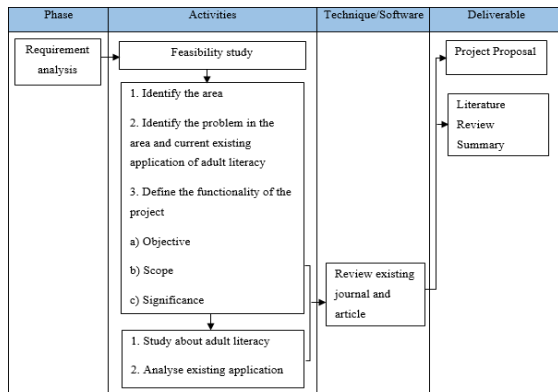 Phase
Activities
Technique/Software
Deliverable
Requirement
analysis
Feasibility study
1. Identify the area
2. Identify the problem in the
area and current existing
application of adult literacy
3. Define the functionality of the
project
a) Objective
b) Scope
c) Significance
1. Study about adult literacy
2. Analyse existing application
Review existing
journal and
article
Project Proposal
Literature
Review
Summary